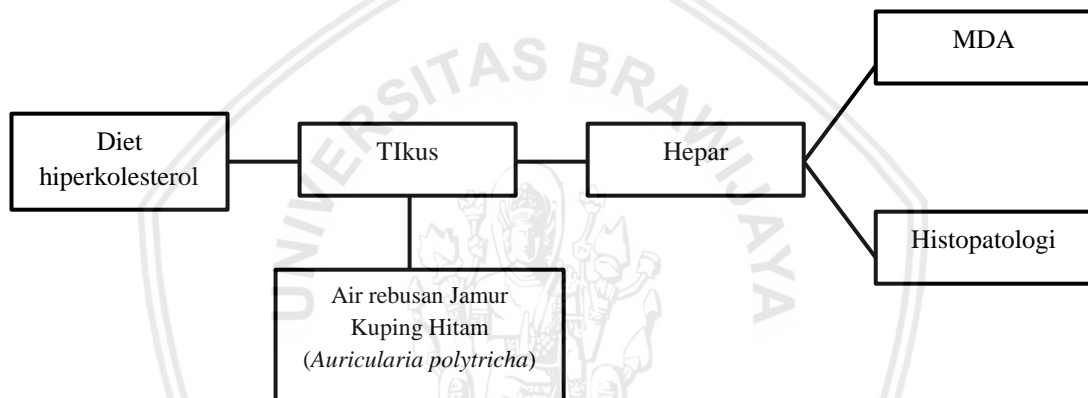 UNIVERSITAS BRAWIJAYA
MDA
Diet
hiperkolesterol
TIkus
Hepar
Histopatologi
Air rebusan Jamur
Kuping Hitam
(Auricularia polytricha)